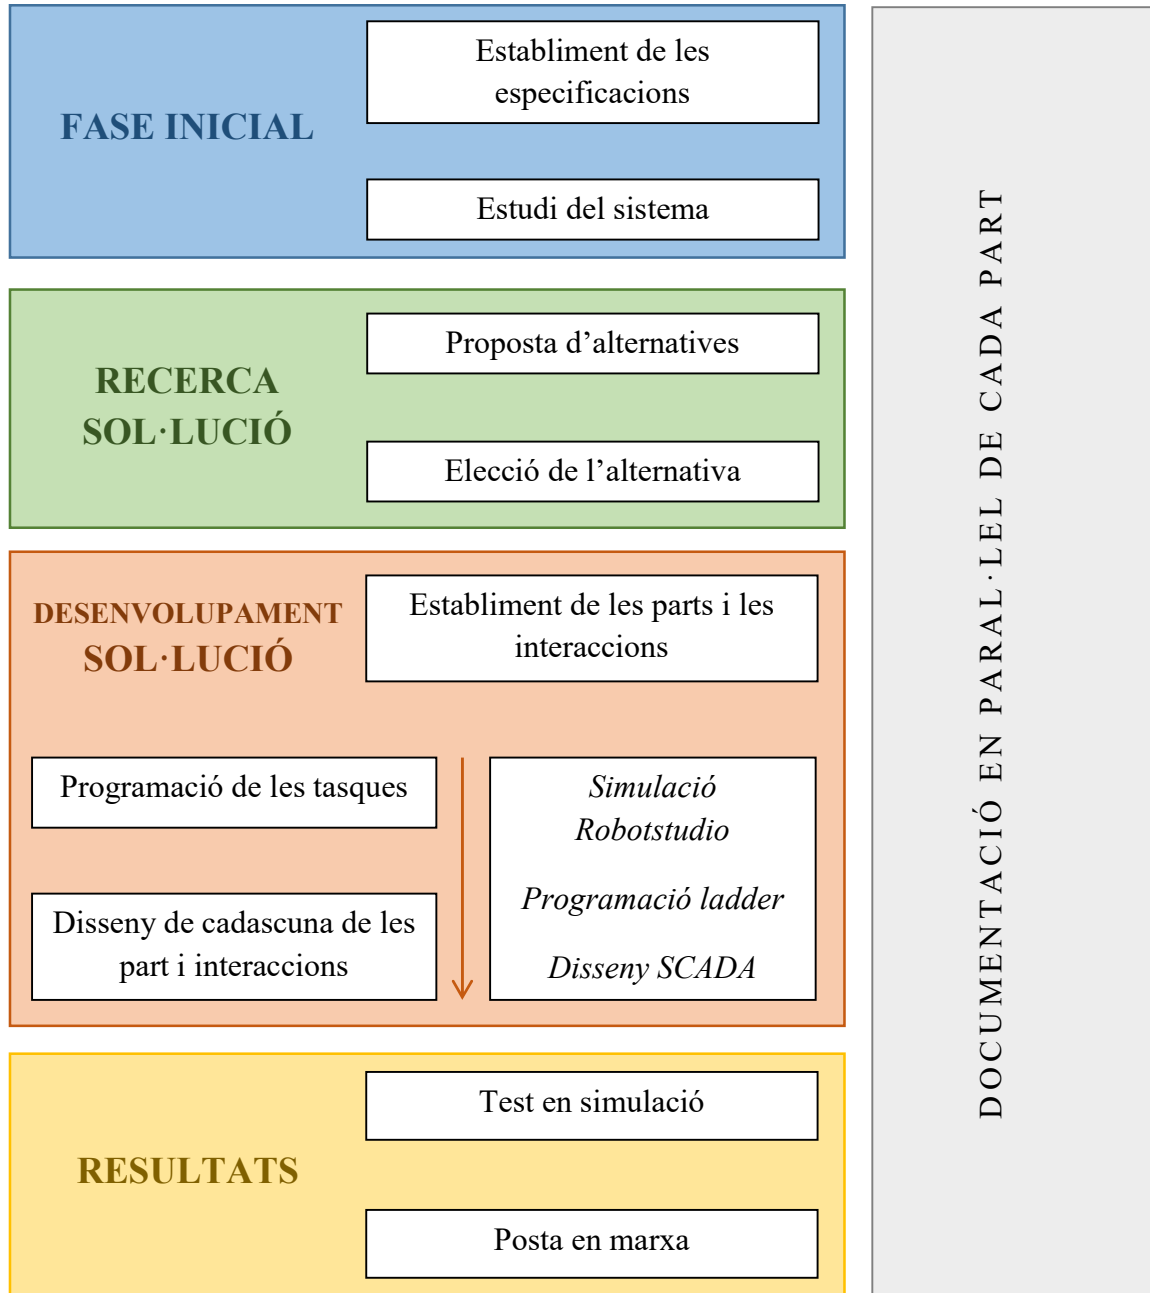 FASE INICIAL
Establiment de les
especificacions
Estudi del sistema
RECERCA
SOL·LUCIÓ
Proposta d’alternatives
Elecció de l’alternativa
DESENVOLUPAMENT
SOL·LUCIÓ
Establiment de les parts i les
interaccions
Programació de les tasques
Disseny de cadascuna de les
part i interaccions
Simulació
Robotstudio
Programació ladder
Disseny SCADA
RESULTATS
Test en simulació
Posta en marxa
DOCUMENTACIÓ EN PARAL·LEL DE CADA PART